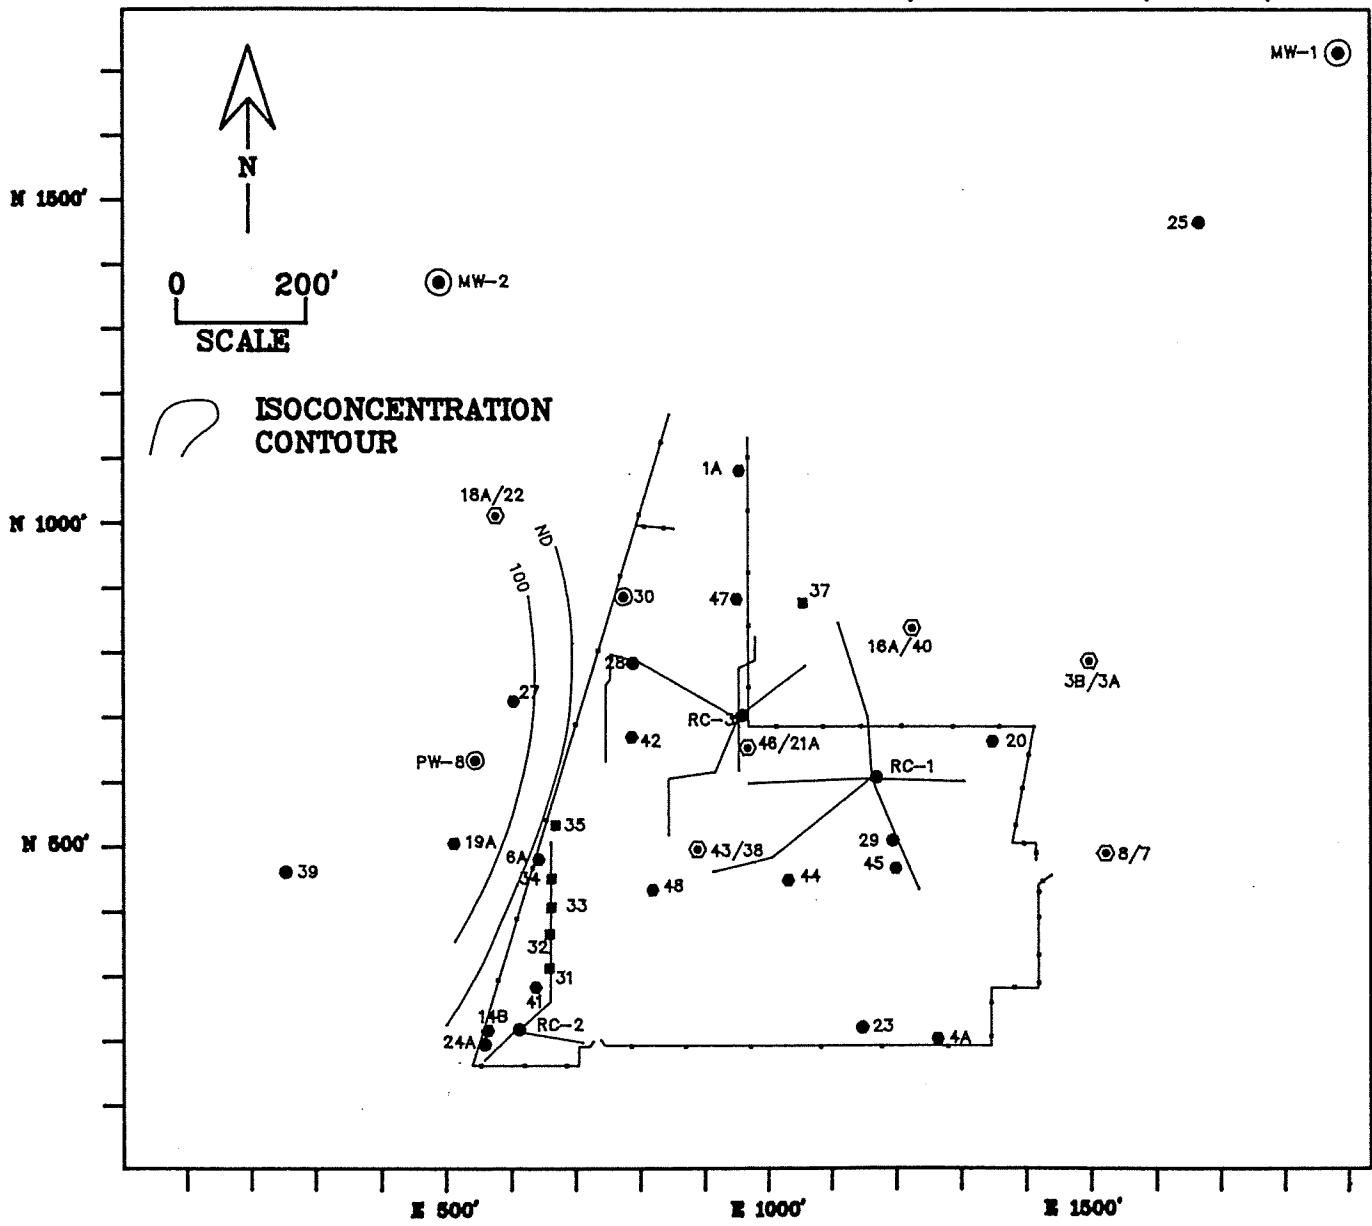 MW-1
N
N 1500'
25
0 200'
MW-2
SCALE
ISOCONCENTRATION
CONTOUR
1A
18A/22
N 1000'
ND
100
30
47
37
16A/40
28
3B/3A
27
RC-3
42
46/21A
20
PW-8
RC-1
35
19A
29
43/38
8/7
6A
39
34
45
44
48
33
32
31
41
14B
RC-2
23
24A
4A
N 500'
E 500'
E 1000'
E 1500'